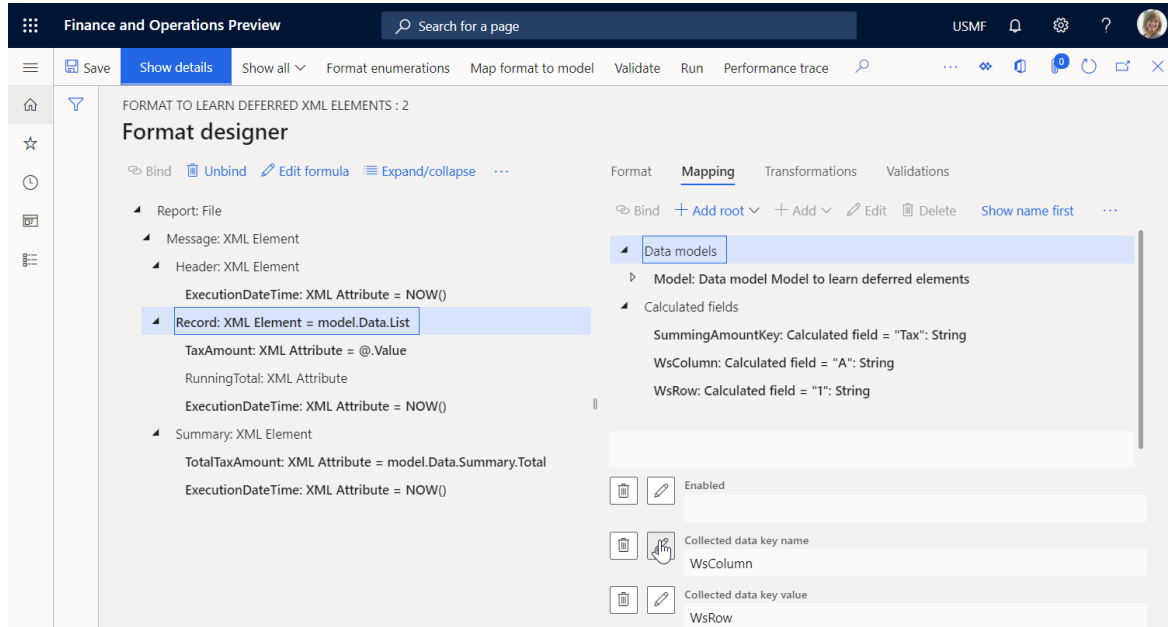 Finance and Operations Preview
Search for a page
USMF
Save
Show details
Show all
Format enumerations
Map format to model
Validate
Run
Performance trace
0
FORMAT TO LEARN DEFERRED XML ELEMENTS : 2
Format designer
Bind
Unbind
Edit formula
Expand/collapse
Report: File
Message: XML Element
Header: XML Element
ExecutionDateTime: XML Attribute = NOW()
Record: XML Element = model.Data.List
TaxAmount: XML Attribute = @.Value
RunningTotal: XML Attribute
ExecutionDateTime: XML Attribute = NOW()
Summary: XML Element
TotalTaxAmount: XML Attribute = model.Data.Summary.Total
ExecutionDateTime: XML Attribute = NOW()
Format
Mapping
Transformations
Validations
Bind
Add root
Add
Edit
Delete
Show name first
Data models
Model: Data model Model to learn deferred elements
Calculated fields
SummingAmountKey: Calculated field = "Tax": String
WsColumn: Calculated field = "A": String
WsRow: Calculated field = "1": String
Enabled
Collected data key name
WsColumn
Collected data key value
WsRow